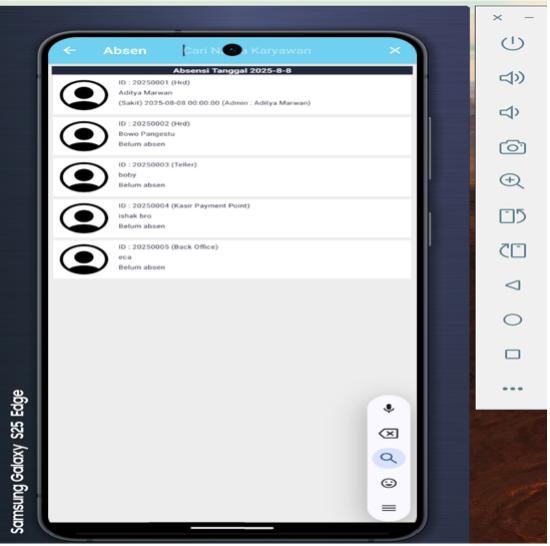 Absen
Cari N a Karyawan
Absensi Tanggal 2025-8-8
ID : 20250001 (Hrd)
Aditya Marwan
(Sakit) 2025-08-08 00:00:00 (Admin : Aditya Marwan)
ID : 20250002 (Hrd)
Bowo Pangestu
Belum absen
ID : 20250003 (Teller)
boby
Belum absen
ID : 20250004 (Kasir Payment Point)
ishak bro
Belum absen
ID : 20250005 (Back Office)
eca
Belum absen
Samsung Galaxy S25 Edge